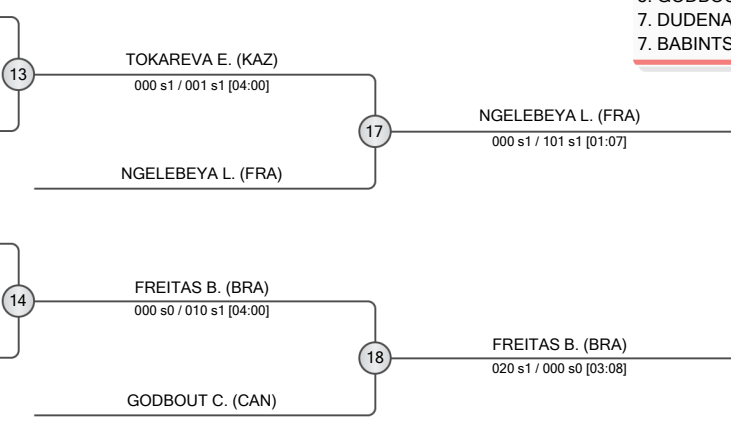 7. DUDENA
7. BABINTS
13
TOKAREVA E. (KAZ)
000 s1 / 001 s1 [04:00]
17
NGELEBEYA L. (FRA)
000 s1 / 101 s1 [01:07]
NGELEBEYA L. (FRA)
14
FREITAS B. (BRA)
000 s0 / 010 s1 [04:00]
18
FREITAS B. (BRA)
020 s1 / 000 s0 [03:08]
GODBOUT C. (CAN)